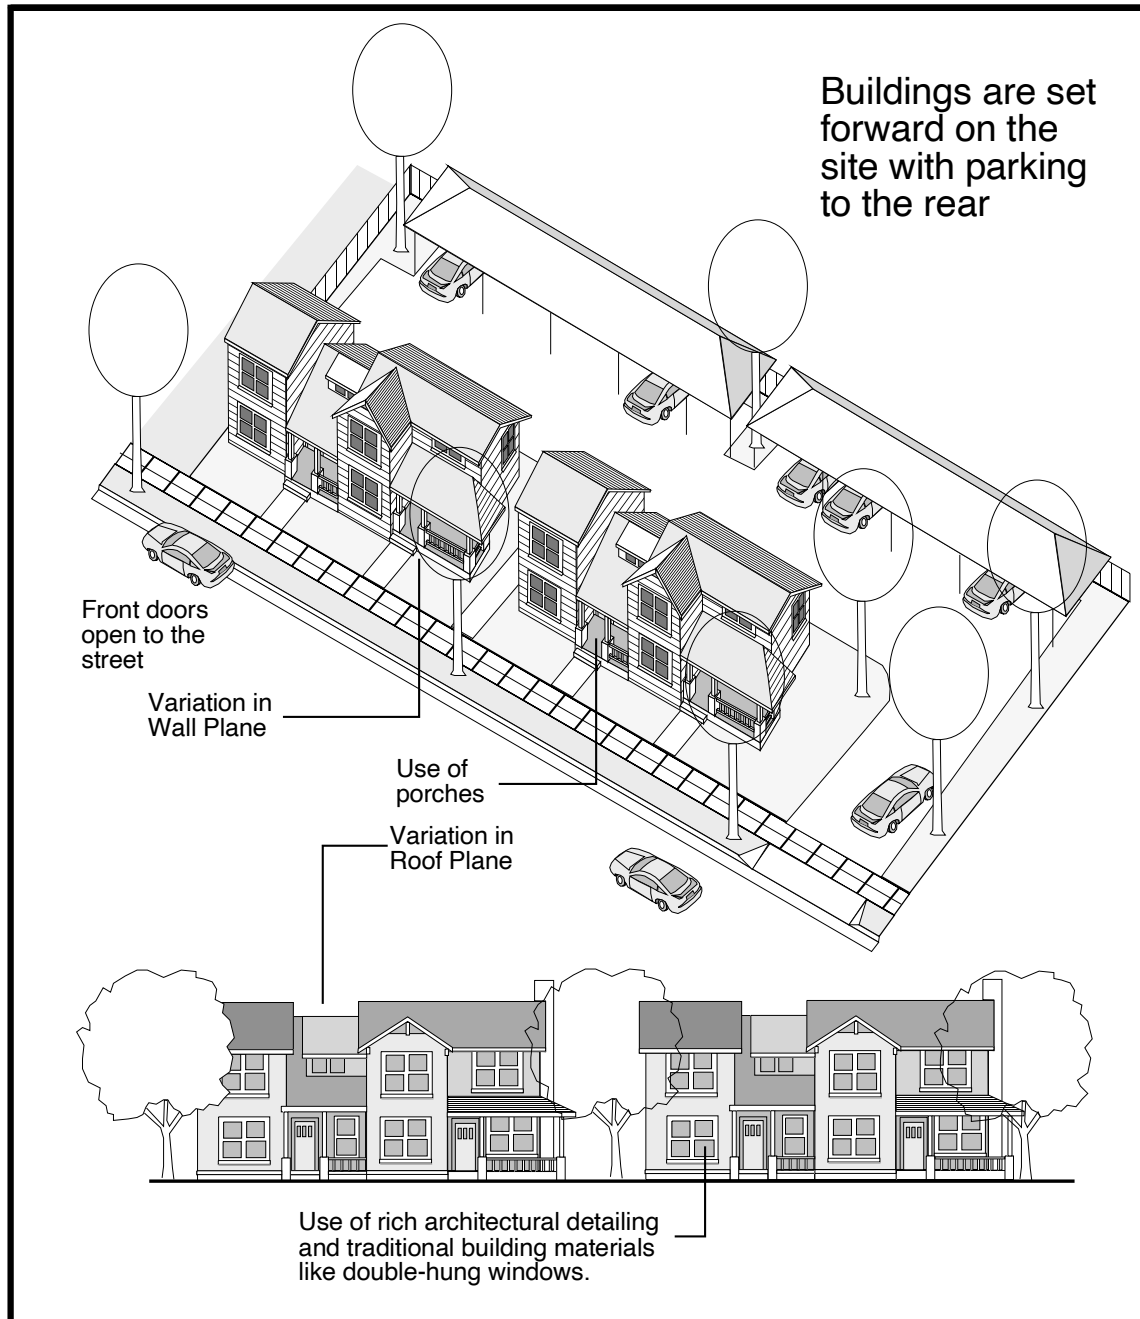 Buildings are set
forward on the
site with parking
to the rear
Front doors
open to the
street
Variation in
Wall Plane
Use of
porches
Variation in
Roof Plane
Use of rich architectural detailing
and traditional building materials
like double-hung windows.